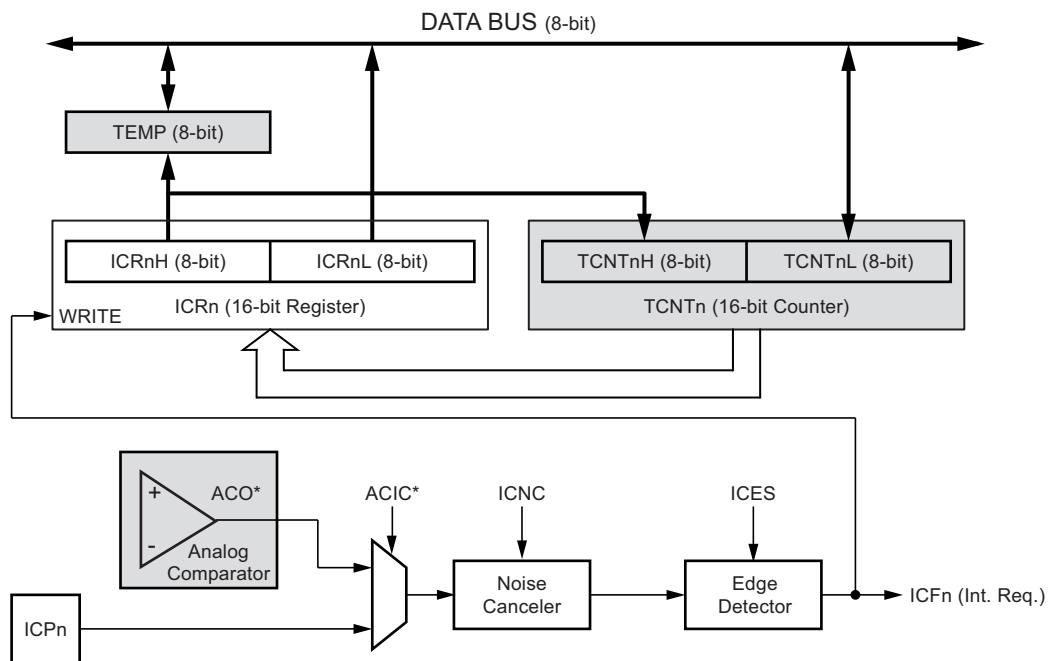 DATA BUS (8-bit)
TEMP (8-bit)
ICRnH (8-bit)
ICRnL (8-bit)
TCNTnH (8-bit)
TCNTnL (8-bit)
WRITE
ICRn (16-bit Register)
TCNTn (16-bit Counter)
+
-
ACO*
Analog
Comparator
ACIC*
ICNC
ICES
Noise
Canceler
Edge
Detector
ICFn (Int. Req.)
ICPn